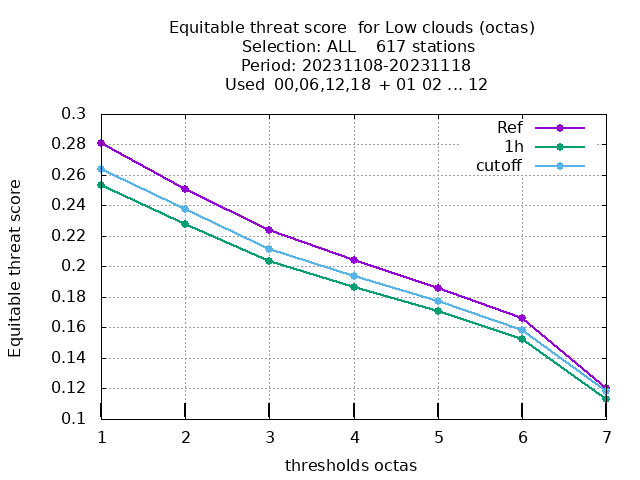 Equitable threat score  for Low clouds (octas)
Selection: ALL    617 stations
Period: 20231108-20231118
Used  00,06,12,18  + 01 02 ... 12
Ref
1h
cutoff
Equitable threat score
0.3
0.28
0.26
0.24
0.22
0.2
0.18
0.16
0.14
0.12
0.1
1 2 3 4 5 6 7
thresholds octas